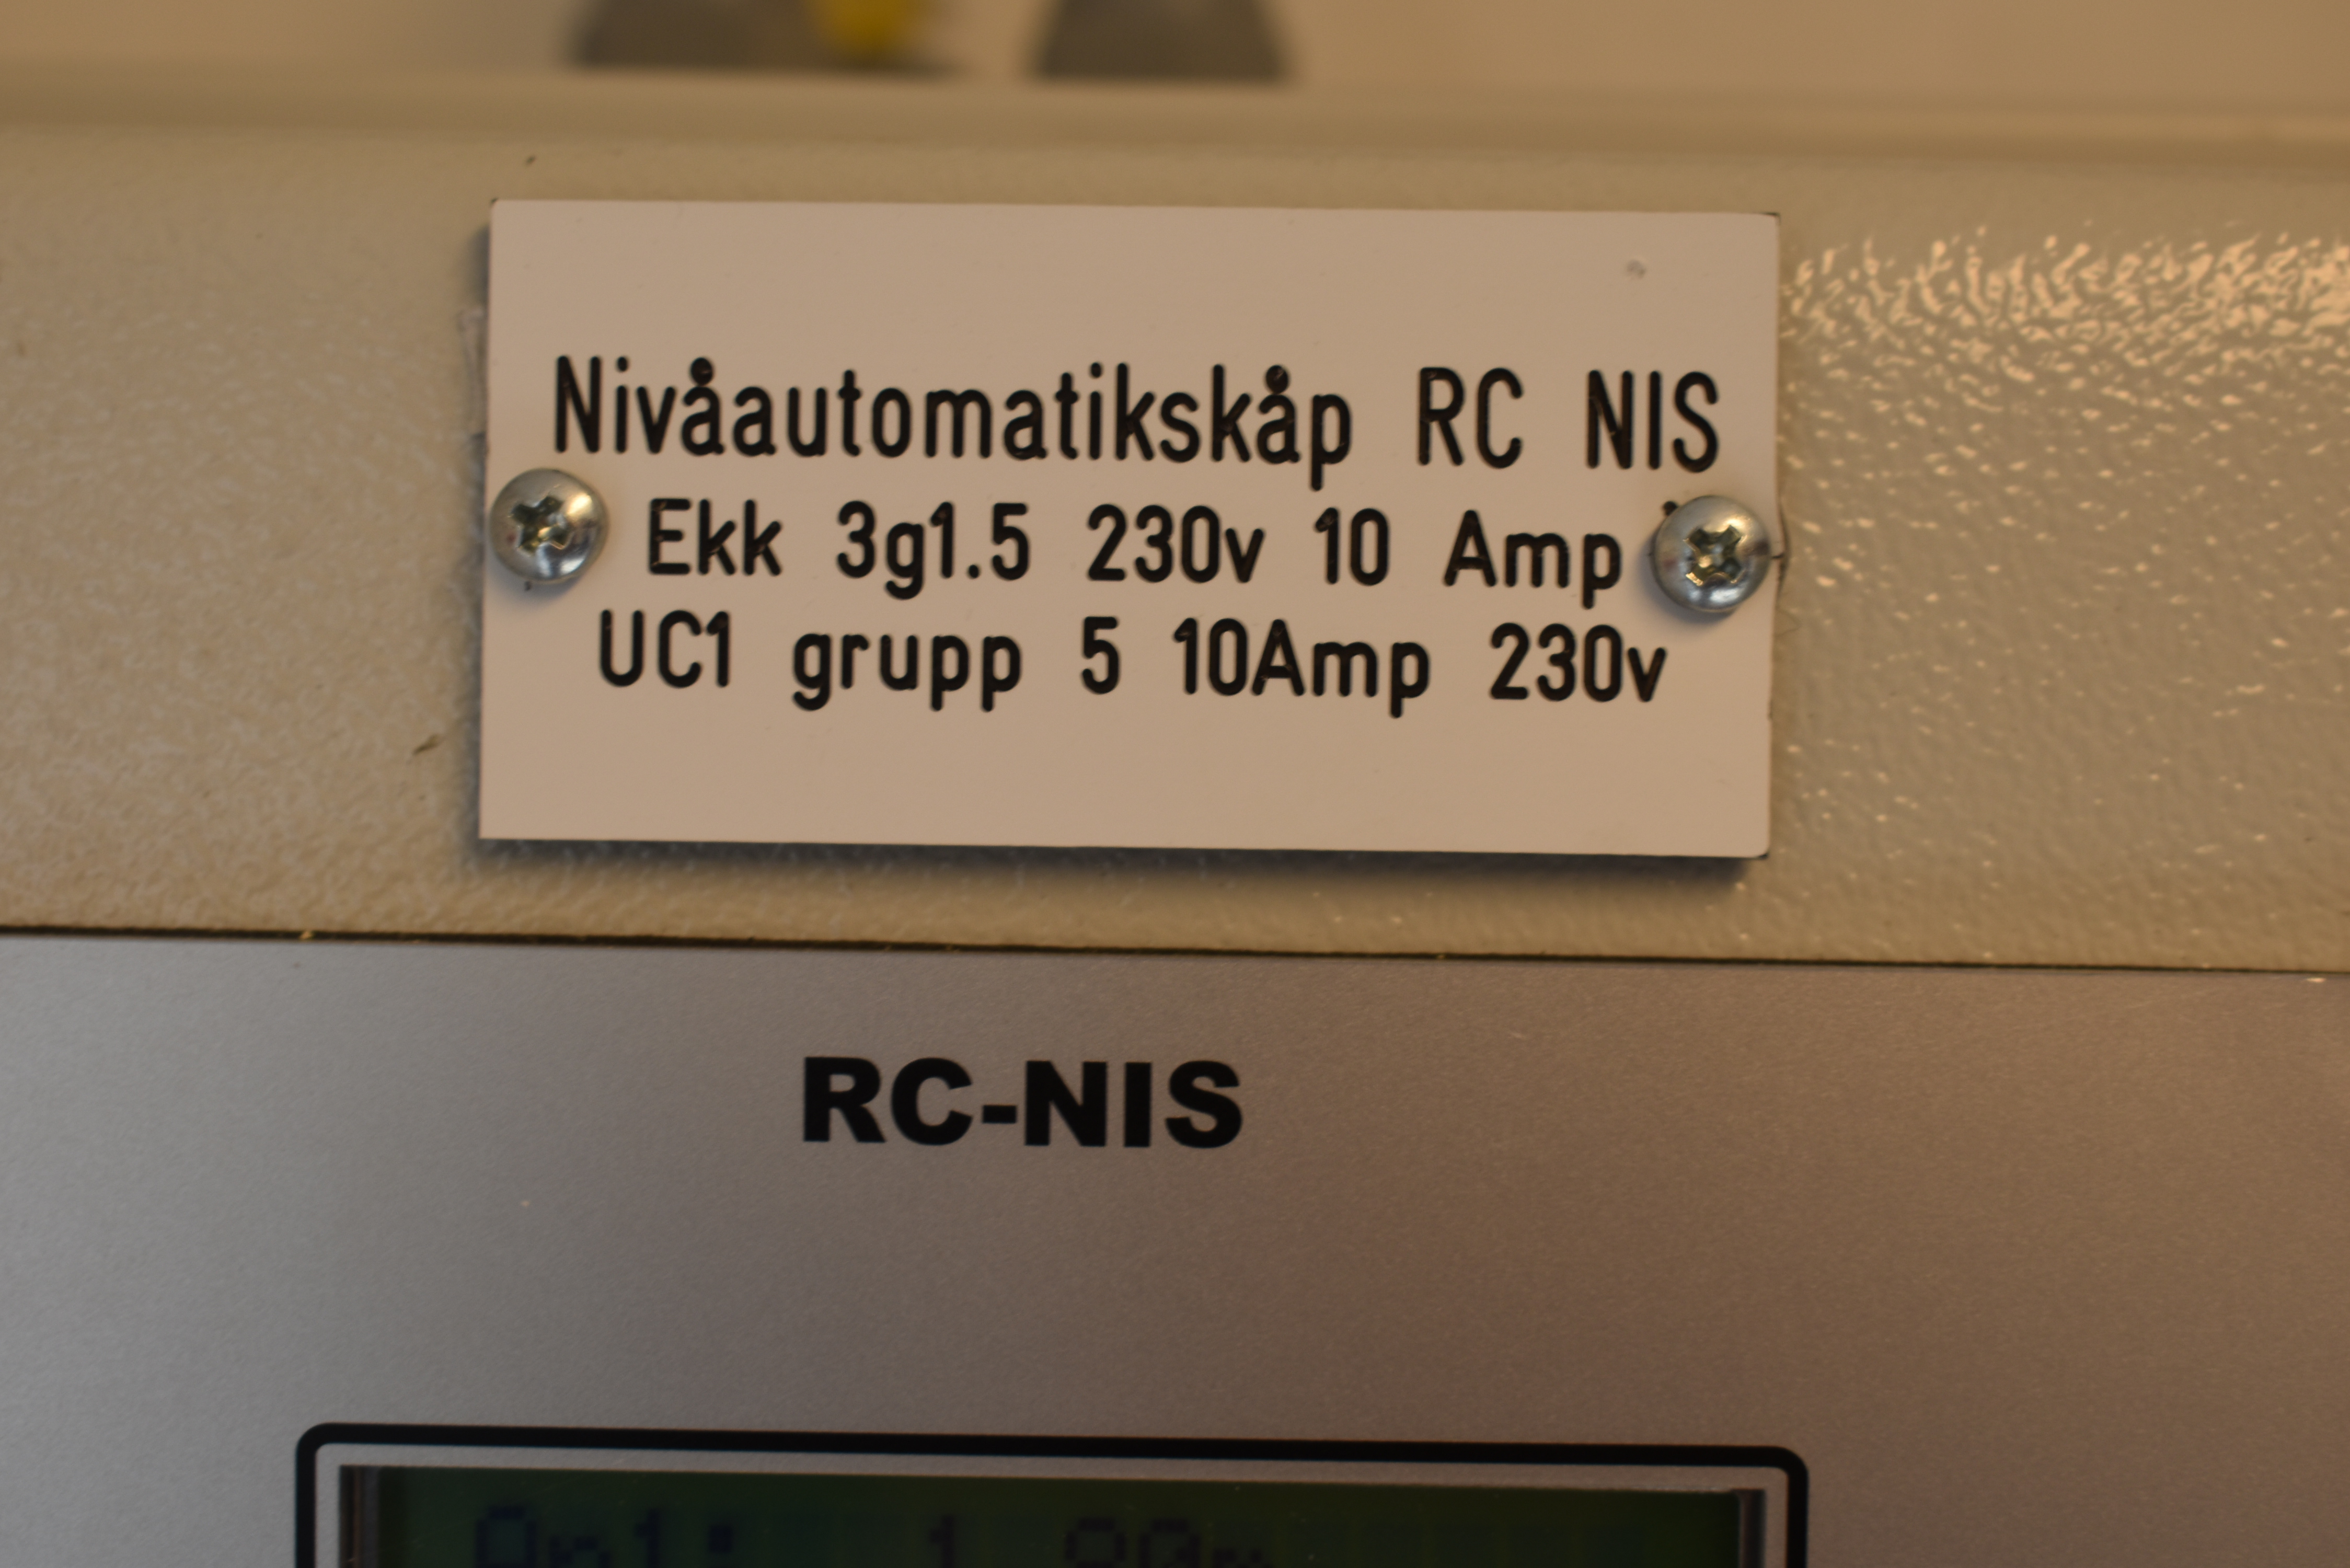 Nivåautomatikskåp RC NIS
Ekk 3g1.5 230v 10 Amp
UC1 grupp 5 10Amp 230v
RC-NIS